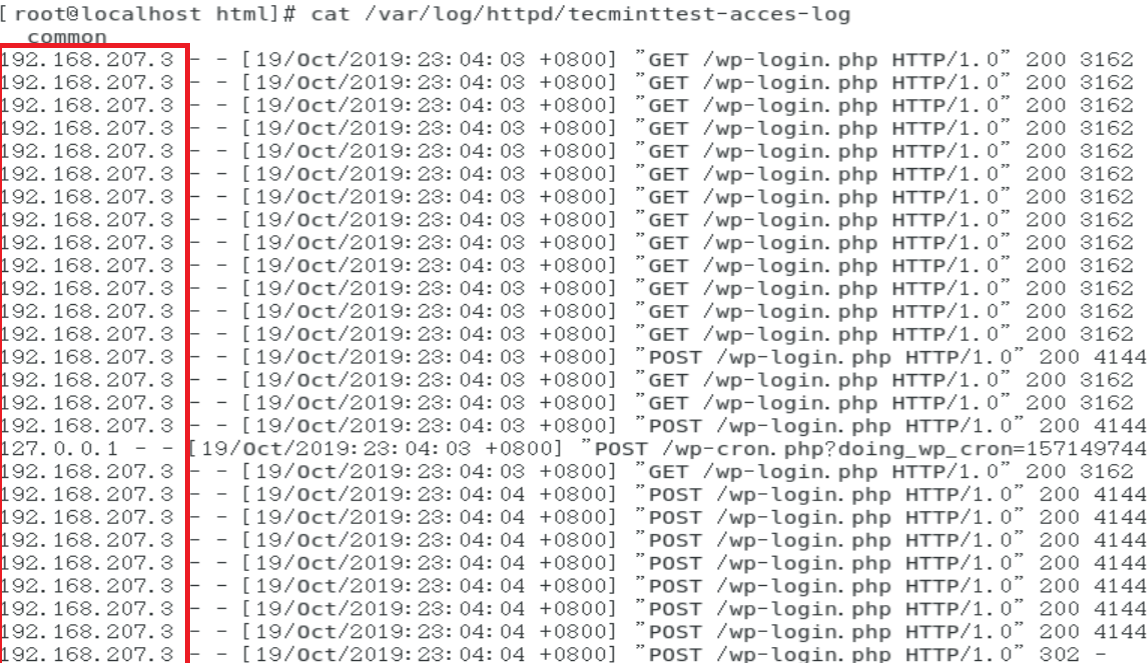 [root@localhost html]# cat /var/log/httpd/tecminttest-acces-log
common
192.168.207.3 - - [19/Oct/2019:23:04:03 +0800] "GET /wp-login.php HTTP/1.0" 200 3162
192.168.207.3 - - [19/Oct/2019:23:04:03 +0800] "GET /wp-login.php HTTP/1.0" 200 3162
192.168.207.3 - - [19/Oct/2019:23:04:03 +0800] "GET /wp-login.php HTTP/1.0" 200 3162
192.168.207.3 - - [19/Oct/2019:23:04:03 +0800] "GET /wp-login.php HTTP/1.0" 200 3162
192.168.207.3 - - [19/Oct/2019:23:04:03 +0800] "GET /wp-login.php HTTP/1.0" 200 3162
192.168.207.3 - - [19/Oct/2019:23:04:03 +0800] "GET /wp-login.php HTTP/1.0" 200 3162
192.168.207.3 - - [19/Oct/2019:23:04:03 +0800] "GET /wp-login.php HTTP/1.0" 200 3162
192.168.207.3 - - [19/Oct/2019:23:04:03 +0800] "GET /wp-login.php HTTP/1.0" 200 3162
192.168.207.3 - - [19/Oct/2019:23:04:03 +0800] "GET /wp-login.php HTTP/1.0" 200 3162
192.168.207.3 - - [19/Oct/2019:23:04:03 +0800] "GET /wp-login.php HTTP/1.0" 200 3162
192.168.207.3 - - [19/Oct/2019:23:04:03 +0800] "GET /wp-login.php HTTP/1.0" 200 3162
192.168.207.3 - - [19/Oct/2019:23:04:03 +0800] "GET /wp-login.php HTTP/1.0" 200 3162
192.168.207.3 - - [19/Oct/2019:23:04:03 +0800] "GET /wp-login.php HTTP/1.0" 200 3162
192.168.207.3 - - [19/Oct/2019:23:04:03 +0800] "POST /wp-login.php HTTP/1.0" 200 4144
192.168.207.3 - - [19/Oct/2019:23:04:03 +0800] "GET /wp-login.php HTTP/1.0" 200 3162
192.168.207.3 - - [19/Oct/2019:23:04:03 +0800] "GET /wp-login.php HTTP/1.0" 200 3162
192.168.207.3 - - [19/Oct/2019:23:04:03 +0800] "POST /wp-login.php HTTP/1.0" 200 4144
127.0.0.1 - - [19/Oct/2019:23:04:03 +0800] "POST /wp-cron.php?doing_wp_cron=157149744
192.168.207.3 - - [19/Oct/2019:23:04:03 +0800] "GET /wp-login.php HTTP/1.0" 200 3162
192.168.207.3 - - [19/Oct/2019:23:04:04 +0800] "POST /wp-login.php HTTP/1.0" 200 4144
192.168.207.3 - - [19/Oct/2019:23:04:04 +0800] "POST /wp-login.php HTTP/1.0" 200 4144
192.168.207.3 - - [19/Oct/2019:23:04:04 +0800] "POST /wp-login.php HTTP/1.0" 200 4144
192.168.207.3 - - [19/Oct/2019:23:04:04 +0800] "POST /wp-login.php HTTP/1.0" 200 4144
192.168.207.3 - - [19/Oct/2019:23:04:04 +0800] "POST /wp-login.php HTTP/1.0" 200 4144
192.168.207.3 - - [19/Oct/2019:23:04:04 +0800] "POST /wp-login.php HTTP/1.0" 200 4144
192.168.207.3 - - [19/Oct/2019:23:04:04 +0800] "POST /wp-login.php HTTP/1.0" 200 4144
192.168.207.3 - - [19/Oct/2019:23:04:04 +0800] "POST /wp-login.php HTTP/1.0" 302 -